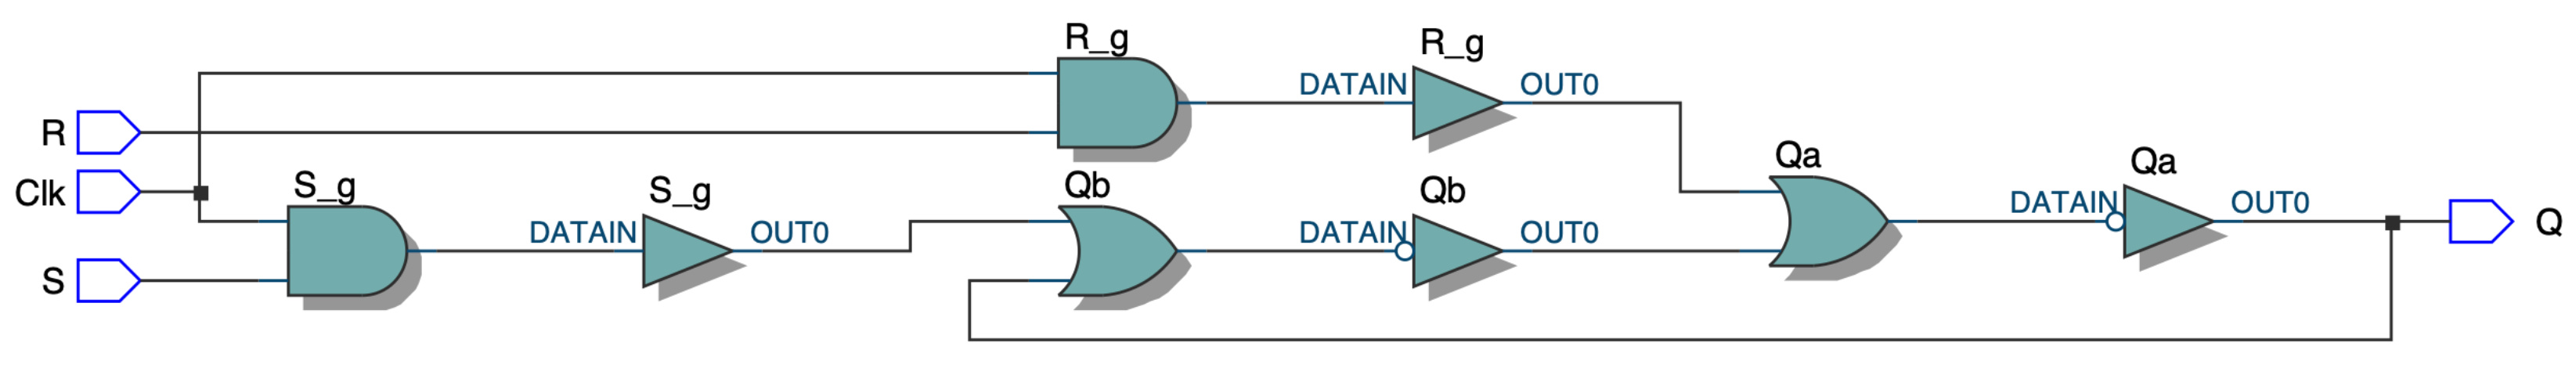 R_g
R_g
DATAIN
OUT0
R
Qa
Qa
Clk
S_g
S_g
Qb
Qb
DATAIN
OUT0
Q
DATAIN
OUT0
DATAIN
OUT0
S